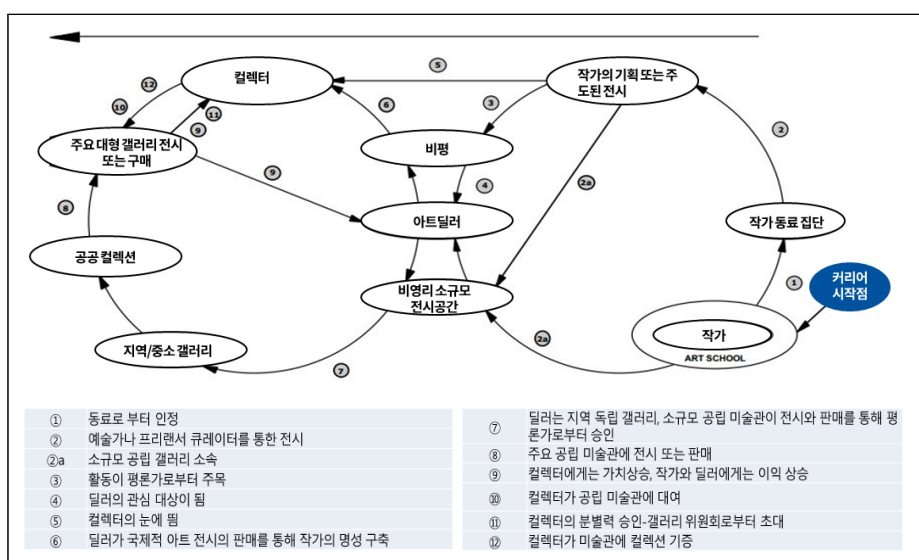 컬렉터
작가의 기획 또는 주
도된 전시
⑤
⑫
⑩
⑪
⑨
⑥
③
②
주요 대형 갤러리 전시
또는 구매
비평
⑨
④
2a
⑧
아트딜러
작가 동료 집단
공공 컬렉션
비영리 소규모
전시공간
①
커리어
시작점
작가
ART SCHOOL
지역/중소 갤러리
2a
⑦
① 동료로 부터 인정
② 예술가나 프리랜서 큐레이터를 통한 전시
②a 소규모 공립 갤러리 소속
③ 활동이 평론가로부터 주목
④ 딜러의 관심 대상이 됨
⑤ 컬렉터의 눈에 띔
⑥ 딜러가 국제적 아트 전시의 판매를 통해 작가의 명성 구축
⑦ 딜러는 지역 독립 갤러리, 소규모 공립 미술관이 전시와 판매를 통해 평
론가로부터 승인
⑧ 주요 공립 미술관에 전시 또는 판매
⑨ 컬렉터에게는 가치상승, 작가와 딜러에게는 이익 상승
⑩ 컬렉터가 공립 미술관에 대여
⑪ 컬렉터의 분별력 승인-갤러리 위원회로부터 초대
⑫ 컬렉터가 미술관에 컬렉션 기증